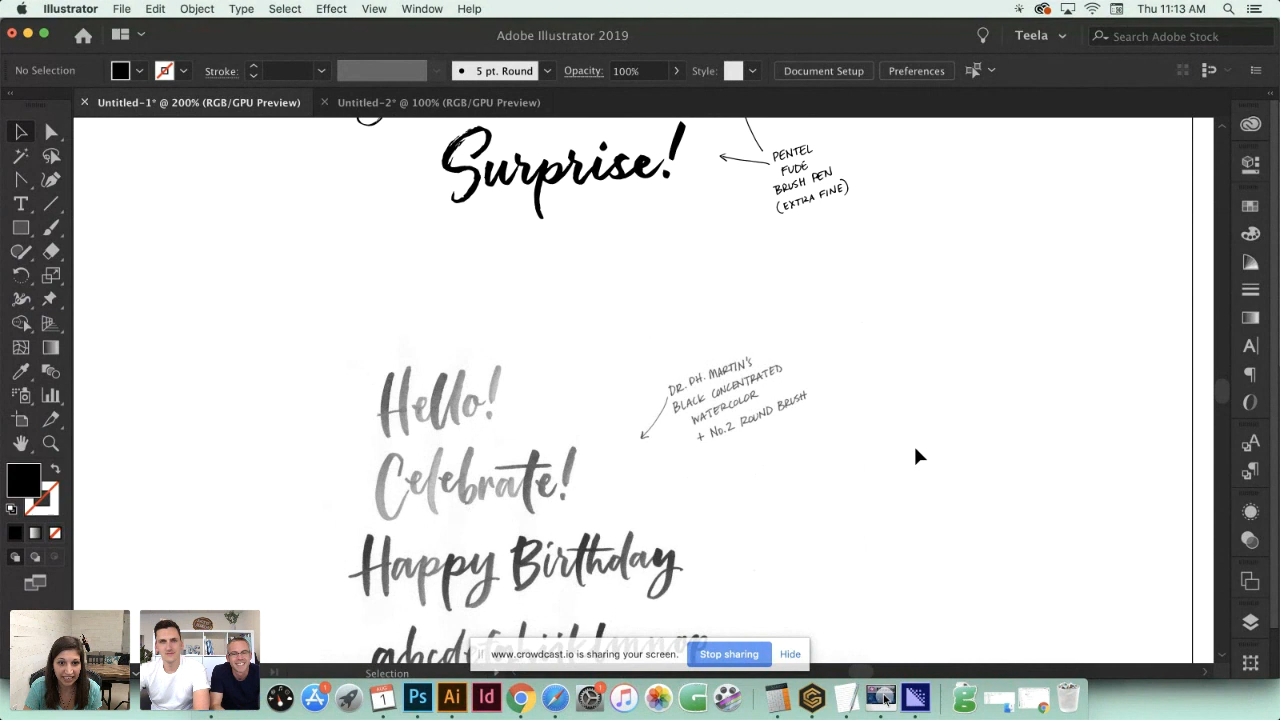 Illustrator File Edit Object Type Select Effect View Window Help Thu 11:13 AM
Adobe Illustrator 2019 Teela Search Adobe Stock
No Selection Stroke: 5 pt. Round Opacity: 100% Style: Document Setup Preferences
Untitled-1* @ 200% (RGB/GPU Preview) Untitled-2* @ 100% (RGB/GPU Preview)
Surprise!
PENTEL
FUDE
BRUSH PEN
(EXTRA FINE)
Hello!
DR. PH. MARTIN'S
BLACK CONCENTRATED
WATERCOLOR
+ No.2 ROUND BRUSH
Celebrate!
Happy Birthday
www.crowdcast.io is sharing your screen. Stop sharing Hide
Selection
Ps Ai Id